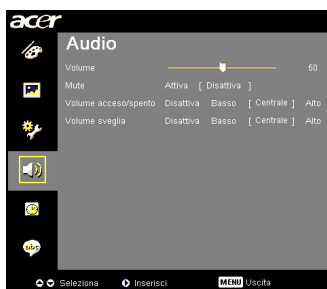 acer
Audio
Volume 50
Mute Attiva [ Disattiva ]
Volume acceso/spento Disattiva Basso [ Centrale ] Alto
Volume sveglia Disattiva Basso [ Centrale ] Alto
abc
Seleziona Inserisci MENU Uscita